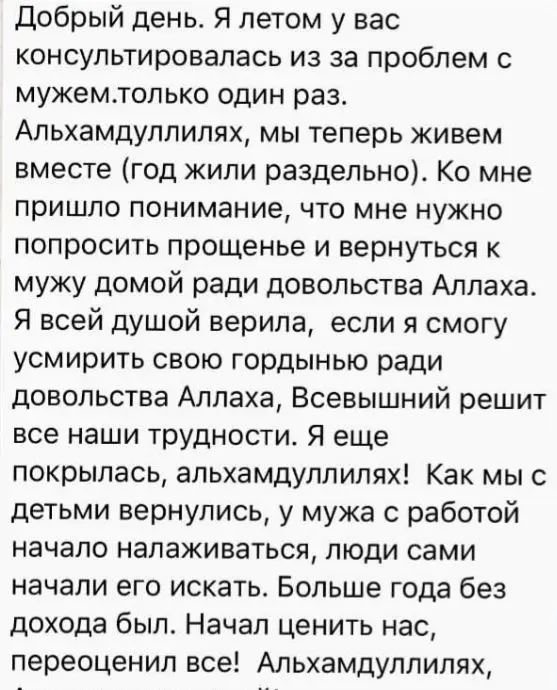 Добрый день. Я летом у вас
консультировалась из за проблем с
мужем.только один раз.
Альхамдуллилях, мы теперь живем
вместе (год жили раздельно). Ко мне
пришло понимание, что мне нужно
попросить прощенье и вернуться к
мужу домой ради довольства Аллаха.
Я всей душой верила, если я смогу
усмирить свою гордынью ради
довольства Аллаха, Всевышний решит
все наши трудности. Я еще
покрылась, альхамдуллилях! Как мы с
детьми вернулись, у мужа с работой
начало налаживаться, люди сами
начали его искать. Больше года без
дохода был. Начал ценить нас,
переоценил все! Альхамдуллилях,